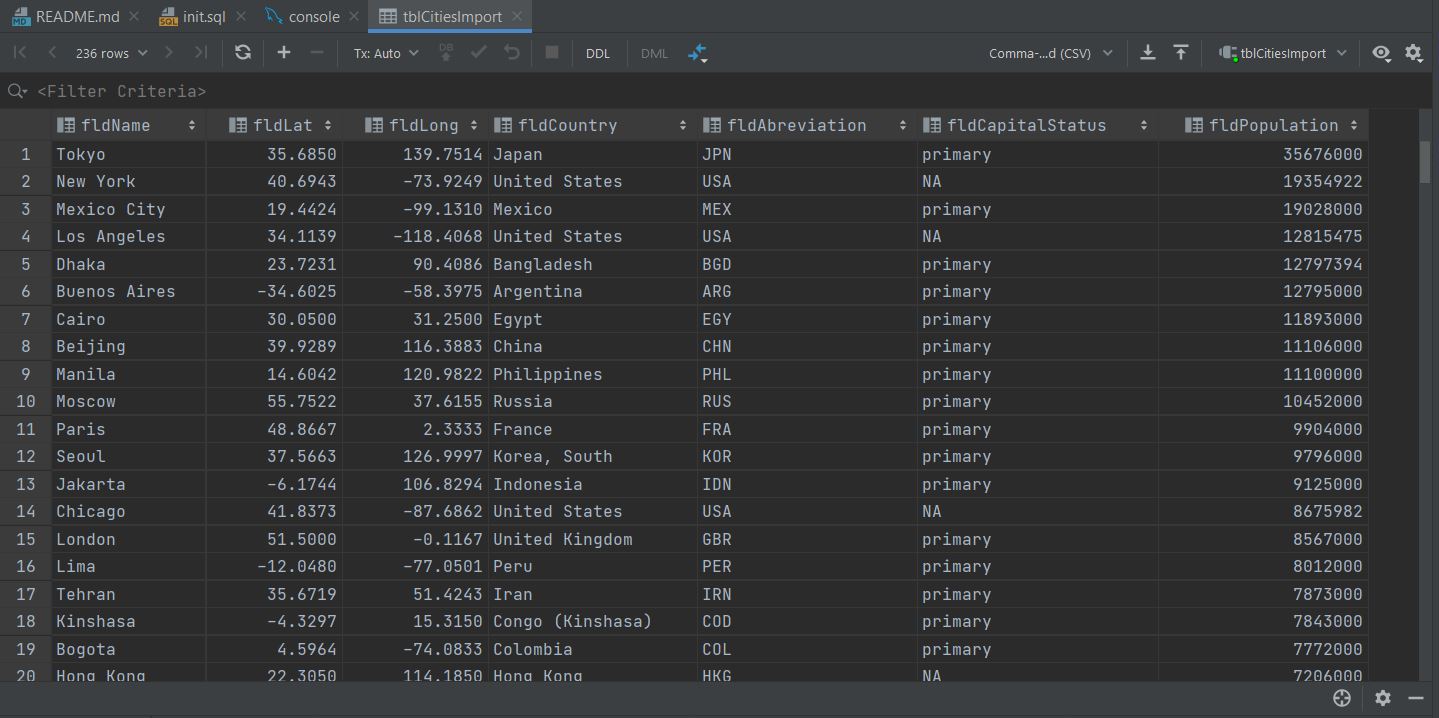 README.md init.sql console tblCitiesImport
236 rows Tx: Auto DB DDL DML Comma-...d (CSV) tblCitiesImport
<Filter Criteria>
fldName fldLat fldLong fldCountry fldAbreviation fldCapitalStatus fldPopulation
1 Tokyo 35.6850 139.7514 Japan JPN primary 35676000
2 New York 40.6943 -73.9249 United States USA NA 19354922
3 Mexico City 19.4424 -99.1310 Mexico MEX primary 19028000
4 Los Angeles 34.1139 -118.4068 United States USA NA 12815475
5 Dhaka 23.7231 90.4086 Bangladesh BGD primary 12797394
6 Buenos Aires -34.6025 -58.3975 Argentina ARG primary 12795000
7 Cairo 30.0500 31.2500 Egypt EGY primary 11893000
8 Beijing 39.9289 116.3883 China CHN primary 11106000
9 Manila 14.6042 120.9822 Philippines PHL primary 11100000
10 Moscow 55.7522 37.6155 Russia RUS primary 10452000
11 Paris 48.8667 2.3333 France FRA primary 9904000
12 Seoul 37.5663 126.9997 Korea, South KOR primary 9796000
13 Jakarta -6.1744 106.8294 Indonesia IDN primary 9125000
14 Chicago 41.8373 -87.6862 United States USA NA 8675982
15 London 51.5000 -0.1167 United Kingdom GBR primary 8567000
16 Lima -12.0480 -77.0501 Peru PER primary 8012000
17 Tehran 35.6719 51.4243 Iran IRN primary 7873000
18 Kinshasa -4.3297 15.3150 Congo (Kinshasa) COD primary 7843000
19 Bogota 4.5964 -74.0833 Colombia COL primary 7772000
20 Hong Kong 22.3050 114.1850 Hong Kong HKG NA 7206000